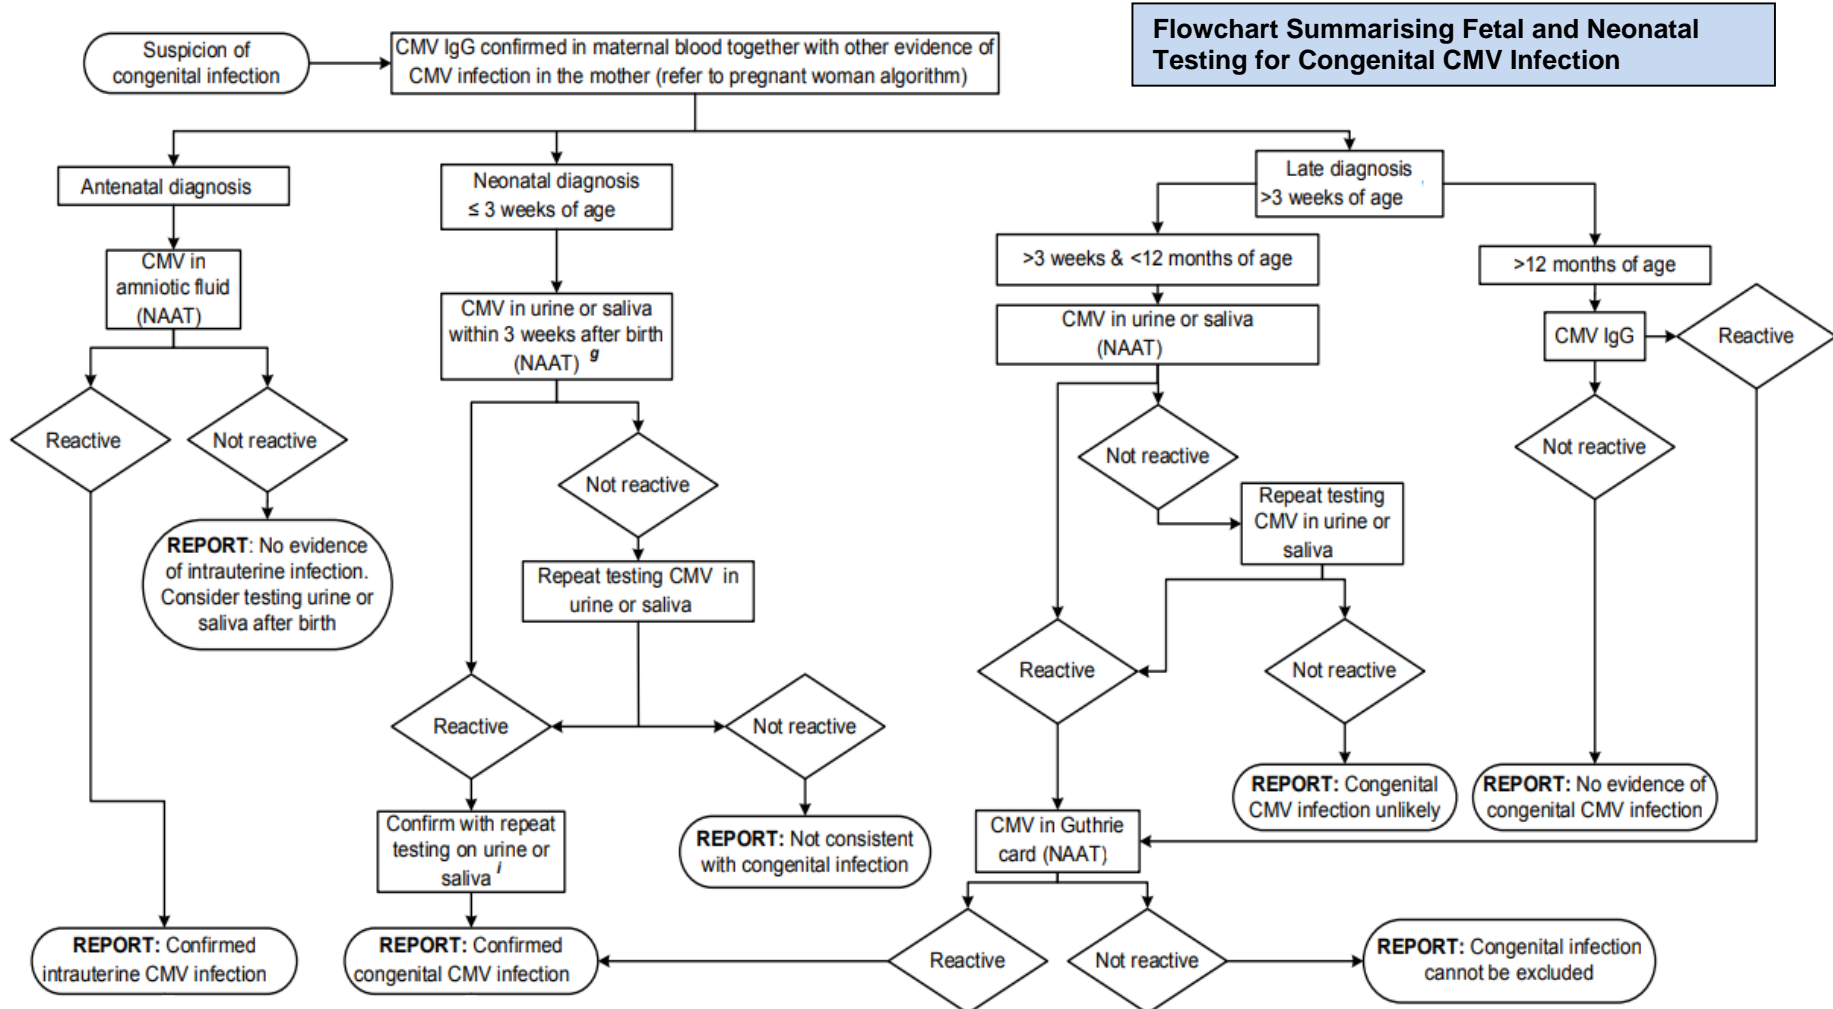 Flowchart Summarising Fetal and Neonatal
Testing for Congenital CMV Infection
Suspicion of
congenital infection
CMV IgG confirmed in maternal blood together with other evidence of
CMV infection in the mother (refer to pregnant woman algorithm)
Antenatal diagnosis
CMV in
amniotic fluid
(NAAT)
Reactive
Not reactive
REPORT: No evidence
of intrauterine infection.
Consider testing urine or
saliva after birth
REPORT: Confirmed
intrauterine CMV infection
Neonatal diagnosis
≤ 3 weeks of age
CMV in urine or saliva
within 3 weeks after birth
(NAAT) g
Not reactive
Repeat testing CMV in
urine or saliva
Reactive
Not reactive
Confirm with repeat
testing on urine or
saliva i
REPORT: Not consistent
with congenital infection
REPORT: Confirmed
congenital CMV infection
Late diagnosis
>3 weeks of age
>3 weeks & <12 months of age
CMV in urine or saliva
(NAAT)
Not reactive
Repeat testing
CMV in urine or
saliva
Reactive
Not reactive
REPORT: Congenital
CMV infection unlikely
CMV in Guthrie
card (NAAT)
Reactive
Not reactive
REPORT: Congenital infection
cannot be excluded
>12 months of age
CMV IgG
Reactive
Not reactive
REPORT: No evidence of
congenital CMV infection